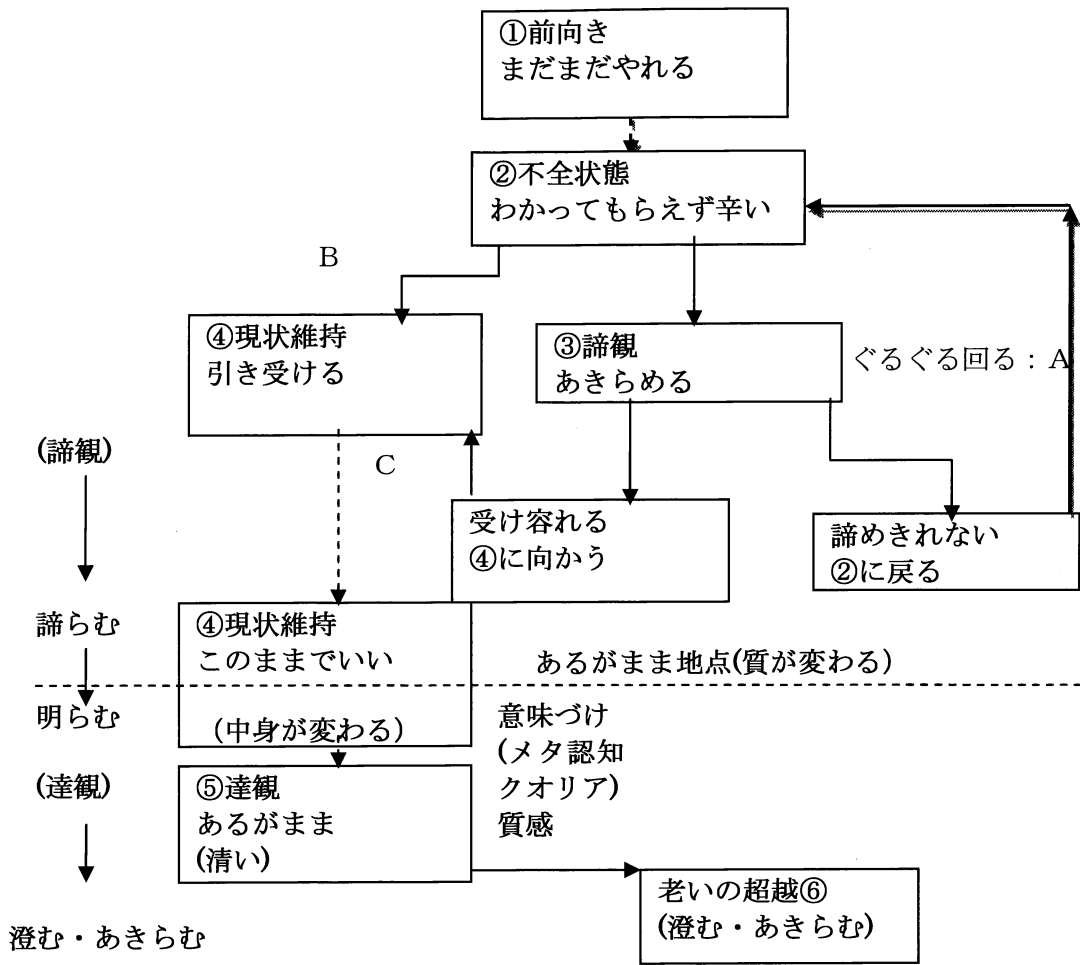 ①前向き
まだまだやれる
②不全状態
わかってもらえず辛い
B
④現状維持
引き受ける
③諦観
あきらめる
ぐるぐる回る：A
(諦観)
C
受け容れる
④に向かう
諦めきれない
②に戻る
諦らむ
④現状維持
このままでいい
あるがまま地点(質が変わる)
明らむ
(中身が変わる)
意味づけ
(メタ認知
クオリア)
質感
(達観)
⑤達観
あるがまま
(清い)
老いの超越⑥
(澄む・あきらむ)
澄む・あきらむ